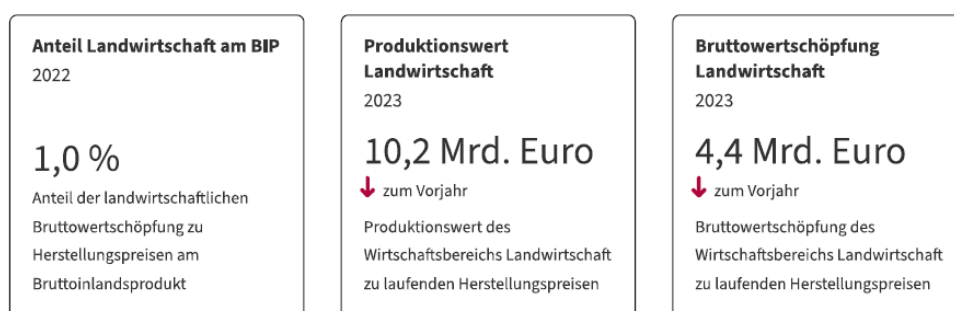 Anteil Landwirtschaft am BIP
2022
1,0 %
Anteil der landwirtschaftlichen
Bruttowertschöpfung zu
Herstellungspreisen am
Bruttoinlandsprodukt
Produktionswert
Landwirtschaft
2023
10,2 Mrd. Euro
zum Vorjahr
Produktionswert des
Wirtschaftsbereichs Landwirtschaft
zu laufenden Herstellungspreisen
Bruttowertschöpfung
Landwirtschaft
2023
4,4 Mrd. Euro
zum Vorjahr
Bruttowertschöpfung des
Wirtschaftsbereichs Landwirtschaft
zu laufenden Herstellungspreisen